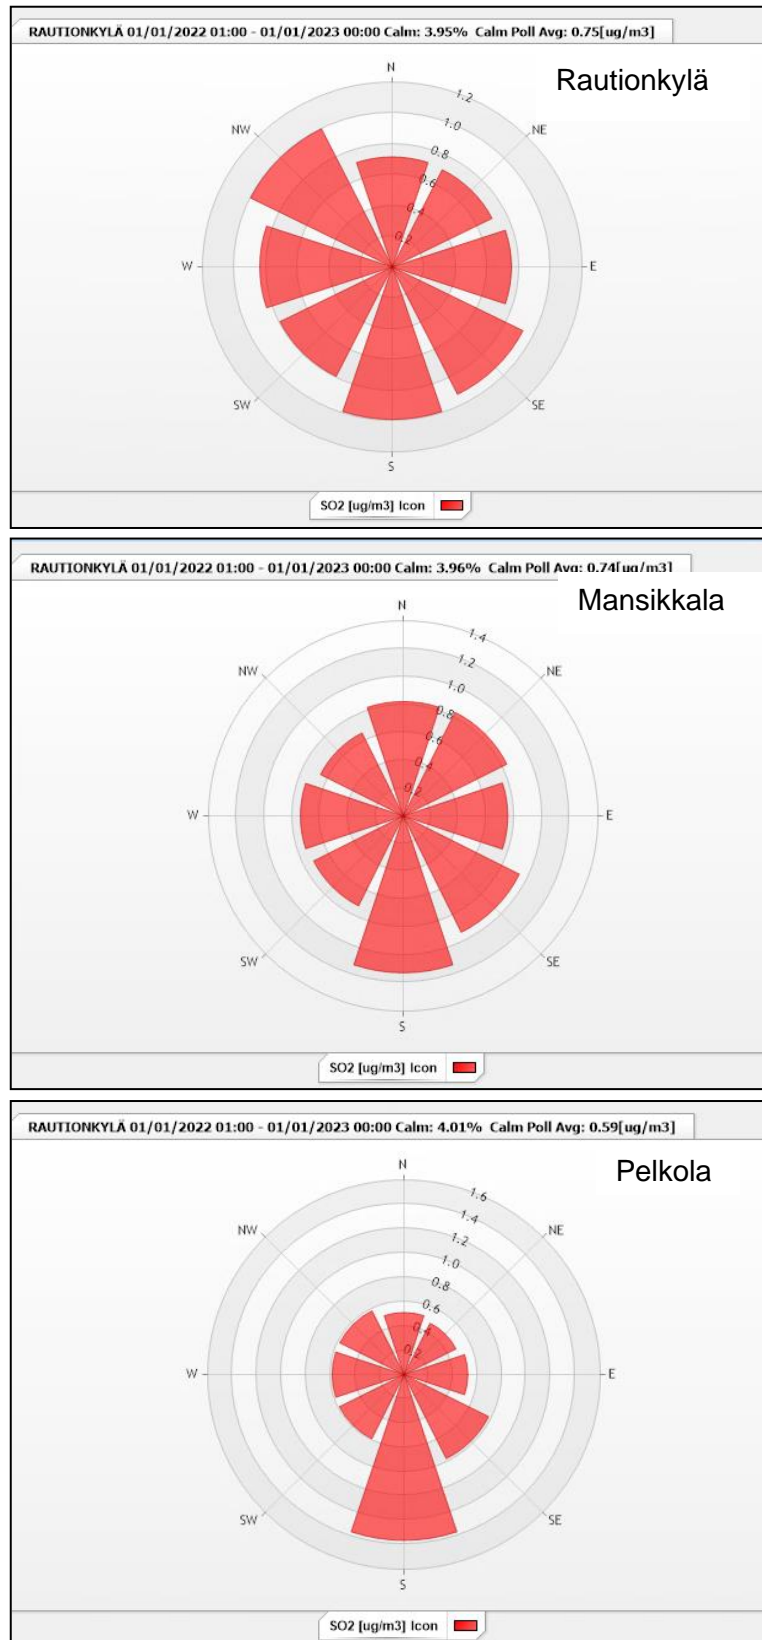 RAUTIONKYLÄ 01/01/2022 01:00 - 01/01/2023 00:00 Calm: 3.95% Calm Poll Avg: 0.75[ug/m3]
Rautionkylä
N
1.2
NW
1.0
NE
0.8
0.6
0.4
0.2
W
E
SW
SE
S
SO2 [ug/m3] Icon
RAUTIONKYLÄ 01/01/2022 01:00 - 01/01/2023 00:00 Calm: 3.96% Calm Poll Avg: 0.74[ug/m3]
Mansikkala
N
1.4
1.2
NW
NE
1.0
0.8
0.6
0.4
0.2
W
E
SW
SE
S
SO2 [ug/m3] Icon
RAUTIONKYLÄ 01/01/2022 01:00 - 01/01/2023 00:00 Calm: 4.01% Calm Poll Avg: 0.59[ug/m3]
Pelkola
N
1.6
1.4
NW
NE
1.2
1.0
0.8
0.6
0.4
0.2
W
E
SW
SE
S
SO2 [ug/m3] Icon